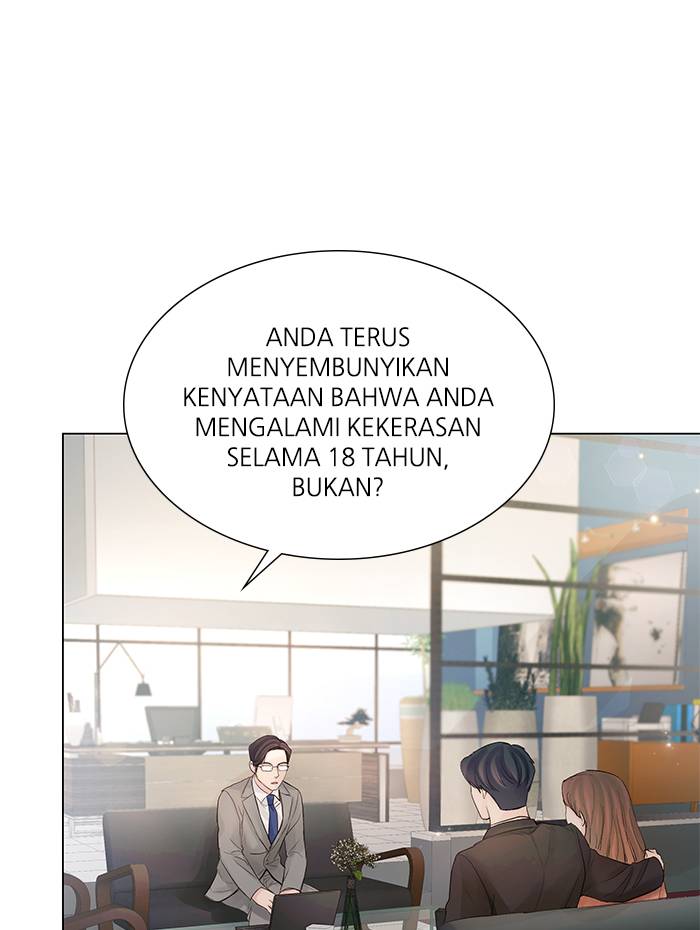 ANDA TERUS
MENYEMBUNYIKAN
KENYATAAN BAHWA ANDA
MENGALAMI KEKERASAN
SELAMA 18 TAHUN,
BUKAN?